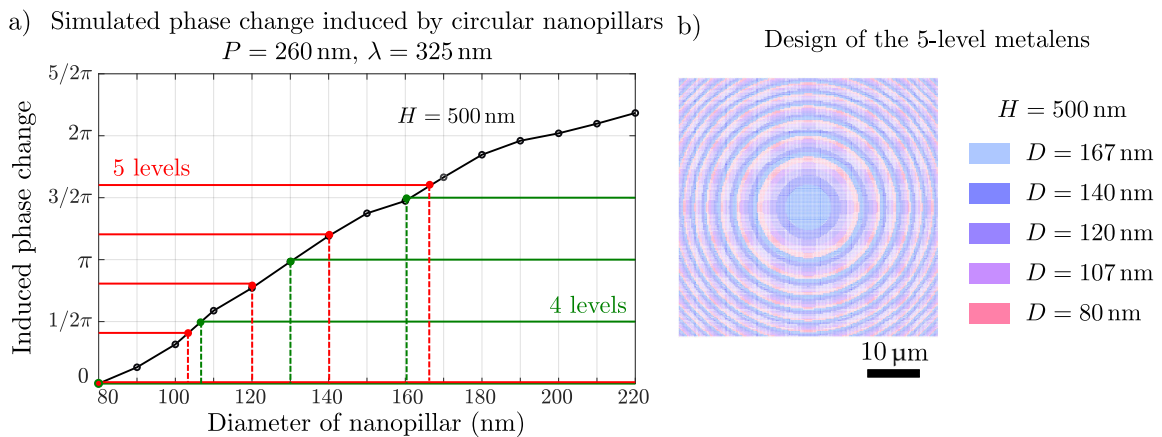 a) Simulated phase change induced by circular nanopillars
P = 260 nm, λ = 325 nm
5/2π
2π
3/2π
π
1/2π
0
Induced phase change
H = 500 nm
5 levels
4 levels
80 100 120 140 160 180 200 220
Diameter of nanopillar (nm)
b) Design of the 5-level metalens
H = 500 nm
D = 167 nm
D = 140 nm
D = 120 nm
D = 107 nm
D = 80 nm
10 µm